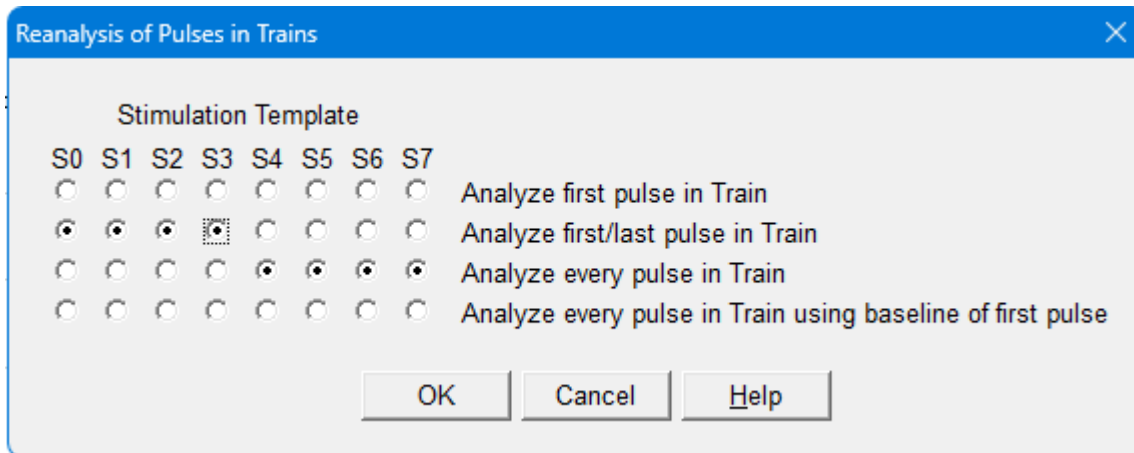 Reanalysis of Pulses in Trains
Stimulation Template
S0 S1 S2 S3 S4 S5 S6 S7
Analyze first pulse in Train
Analyze first/last pulse in Train
Analyze every pulse in Train
Analyze every pulse in Train using baseline of first pulse
OK Cancel Help